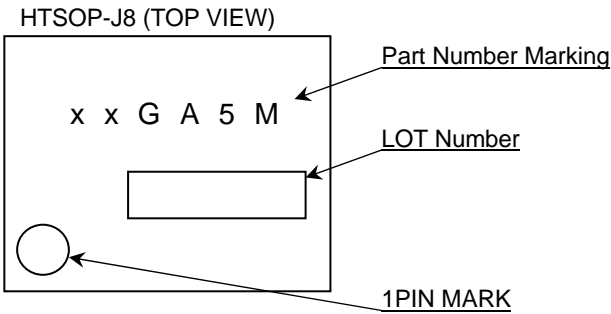 HTSOP-J8 (TOP VIEW)
Part Number Marking
x x G A 5 M
LOT Number
1PIN MARK